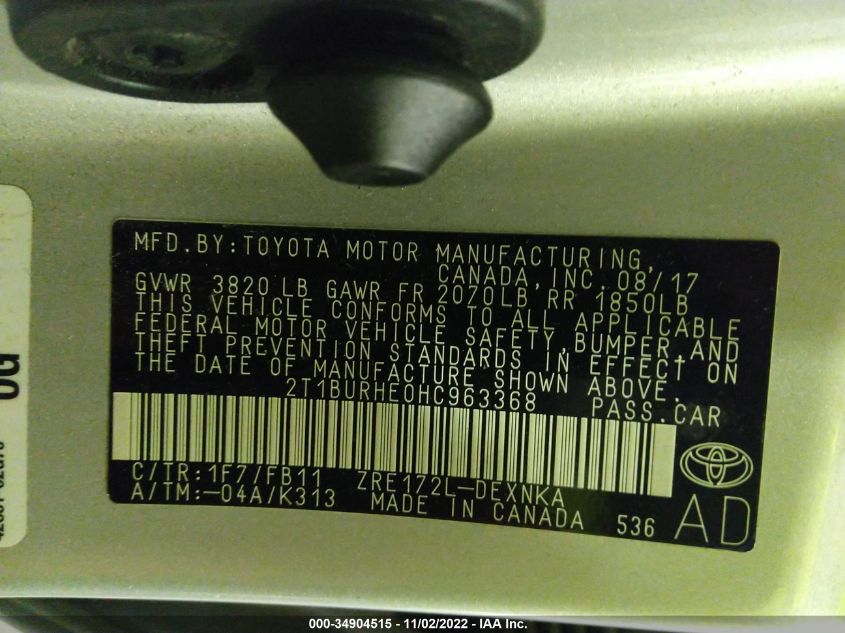 MFD.BY:TOYOTA MOTOR MANUFACTURING,
CANADA,INC. 08/17
GVWR 3820 LB GAWR FR 2070LB RR 1850LB
THIS VEHICLE CONFORMS TO ALL APPLICABLE
FEDERAL MOTOR VEHICLE SAFETY, BUMPER, AND
THEFT PREVENTION STANDARDS IN EFFECT ON
THE DATE OF MANUFACTURE SHOWN ABOVE.
2T1BURHE0HC963368 PASS.CAR
C/TR:1F7/FB11 ZRE172L-DEXNKA
A/TM:-04A/K313 MADE IN CANADA 536
AD
000-34904515 - 11/02/2022 - IAA Inc.